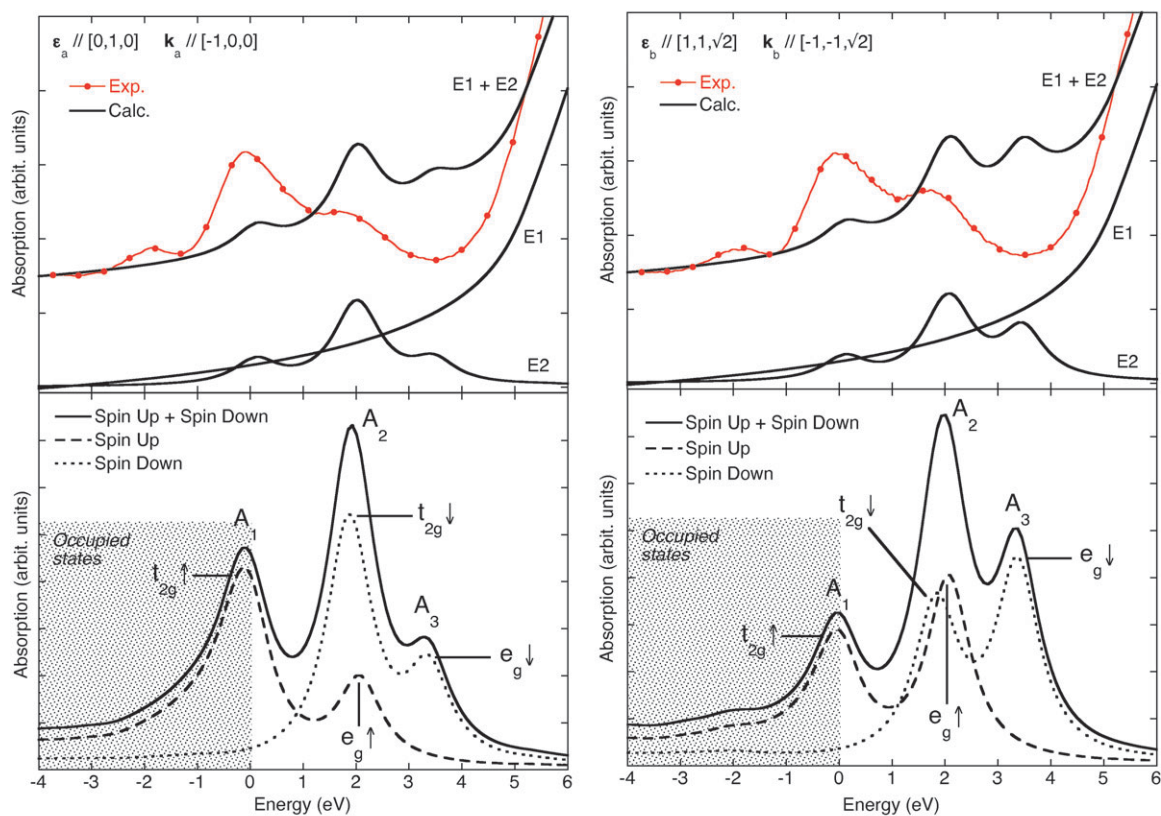 ε_a // [0,1,0] k_a // [-1,0,0]
Exp.
Calc.
E1 + E2
E1
E2
Absorption (arbit. units)
Spin Up + Spin Down
Spin Up
Spin Down
A_2
t_2g ↓
Occupied
states
A_1
t_2g ↑
A_3
e_g ↓
e_g ↑
Absorption (arbit. units)
-4 -3 -2 -1 0 1 2 3 4 5 6
Energy (eV)
ε_b // [1,1,√2] k_b // [-1,-1,√2]
Exp.
Calc.
E1 + E2
E1
E2
Absorption (arbit. units)
Spin Up + Spin Down
Spin Up
Spin Down
A_2
t_2g ↓
Occupied
states
A_3
e_g ↓
A_1
t_2g ↑
e_g ↑
Absorption (arbit. units)
-4 -3 -2 -1 0 1 2 3 4 5 6
Energy (eV)